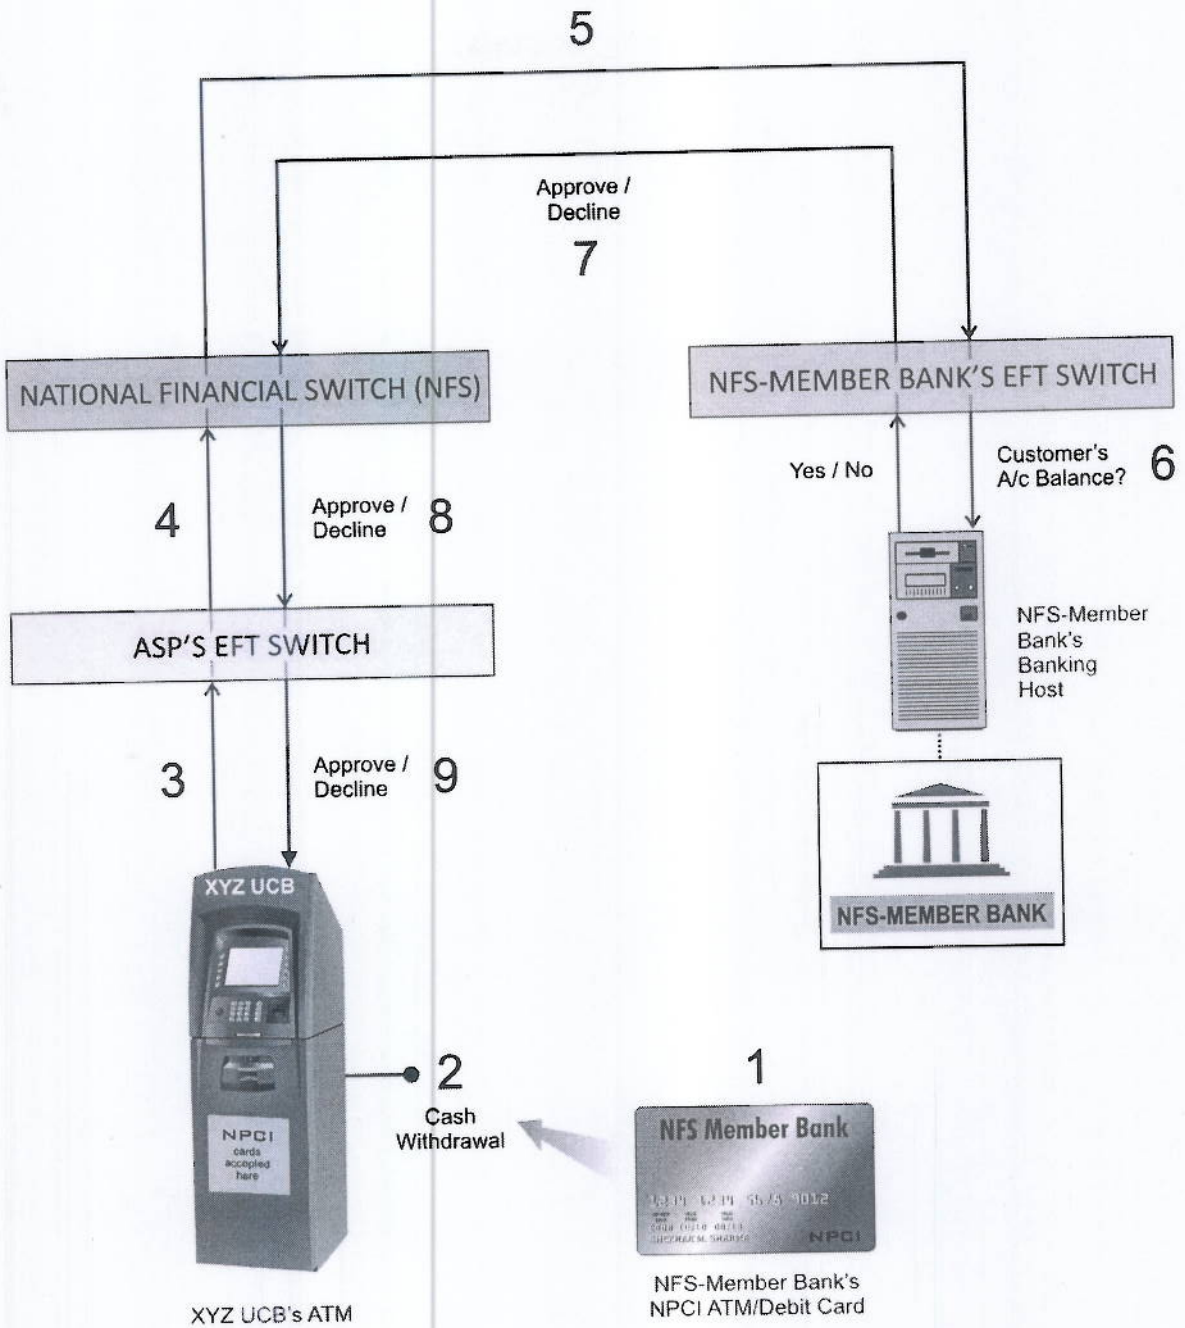 5
Approve /
Decline
7
NATIONAL FINANCIAL SWITCH (NFS)
NFS-MEMBER BANK'S EFT SWITCH
Yes / No
Customer's
A/c Balance?
6
4
Approve /
Decline
8
ASP'S EFT SWITCH
NFS-Member
Bank's
Banking
Host
3
Approve /
Decline
9
XYZ UCB
NFS-MEMBER BANK
2
Cash
Withdrawal
1
NFS Member Bank
9012
NPCI
NPCI
cards
accepted
here
NFS-Member Bank's
NPCI ATM/Debit Card
XYZ UCB's ATM